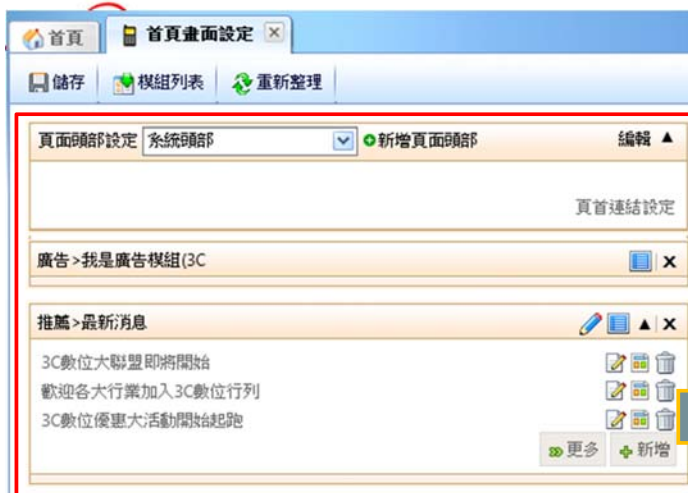 首頁 首頁畫面設定
儲存 模組列表 重新整理
頁面頭部設定 系統頭部 新增頁面頭部 編輯 ▲
頁首連結設定
廣告>我是廣告模組(3C
推薦>最新消息
3C數位大聯盟即將開始
歡迎各大行業加入3C數位行列
3C數位優惠大活動開始起跑
更多 新增